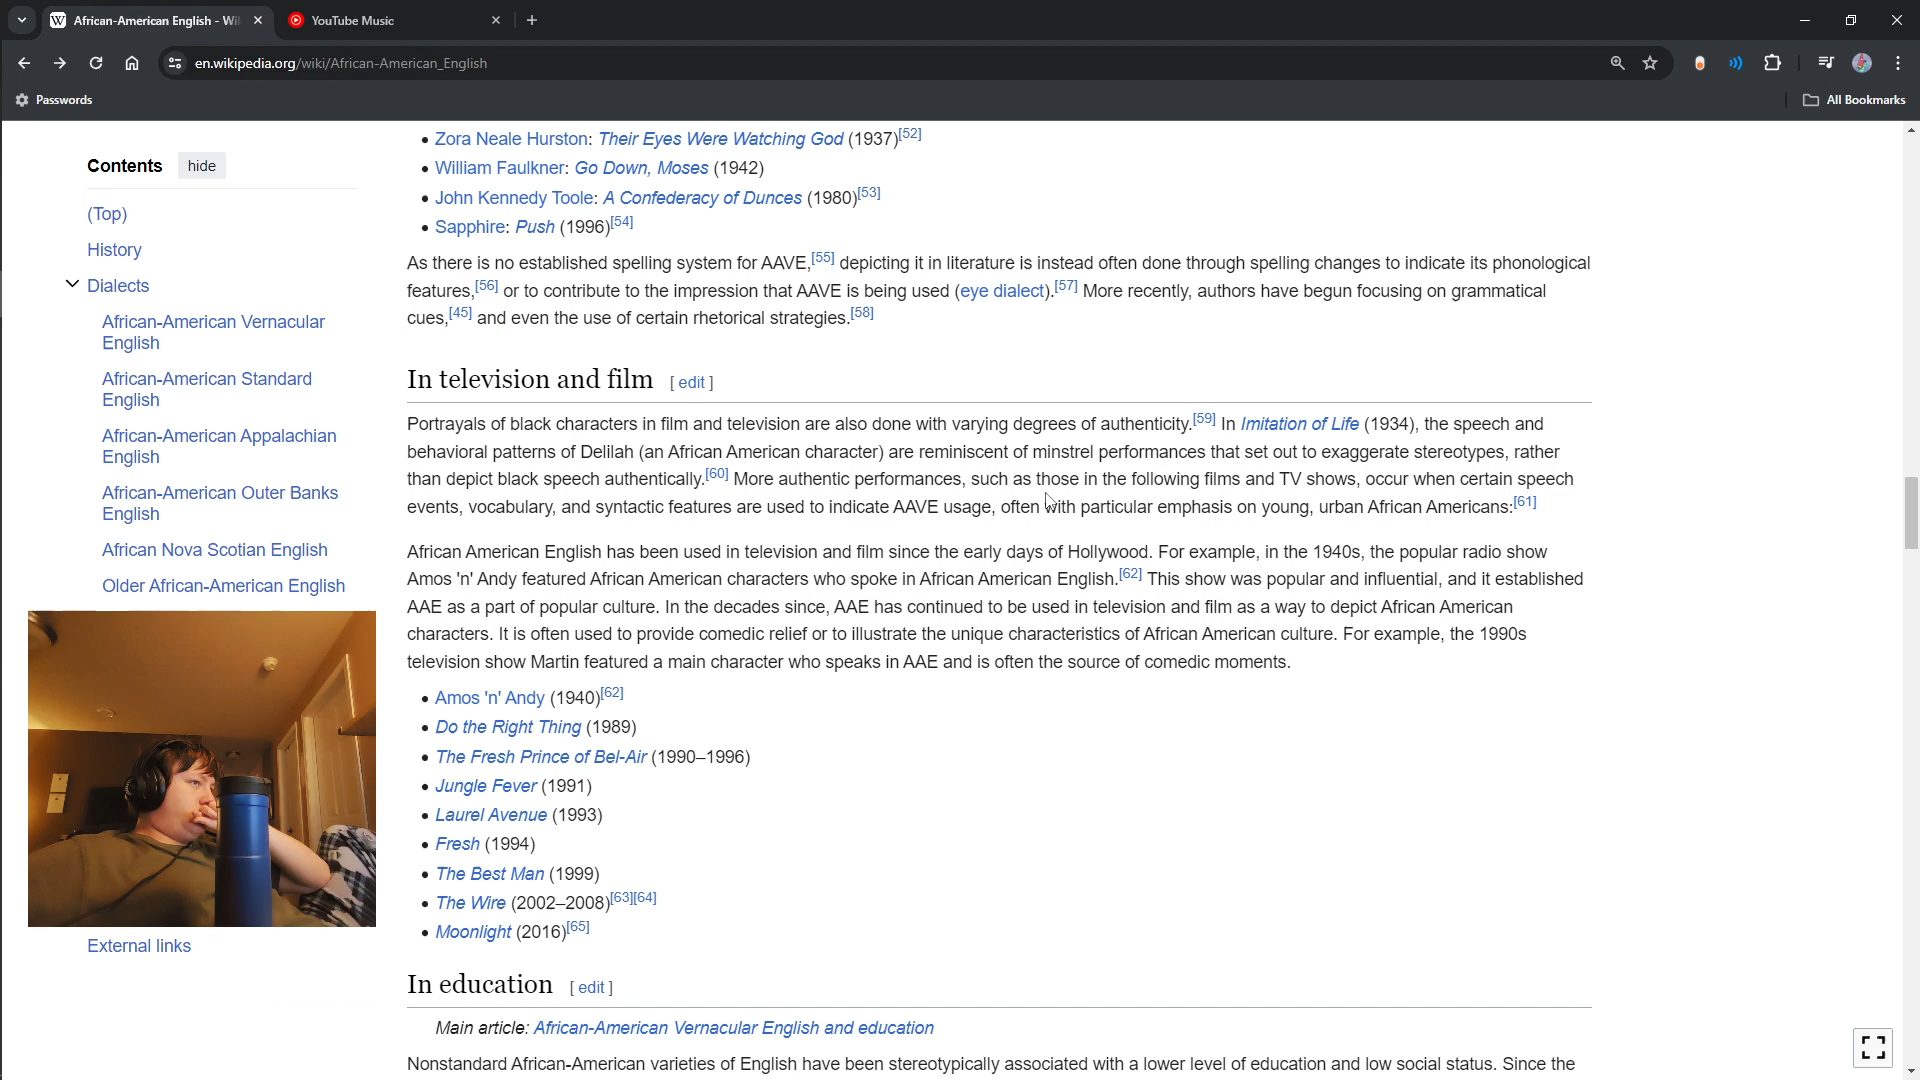 African-American English - Wi
YouTube Music
en.wikipedia.org/wiki/African-American_English
Passwords
All Bookmarks
Contents hide
(Top)
History
Dialects
African-American Vernacular
English
African-American Standard
English
African-American Appalachian
English
African-American Outer Banks
English
African Nova Scotian English
Older African-American English
External links
• Zora Neale Hurston: Their Eyes Were Watching God (1937)[52]
• William Faulkner: Go Down, Moses (1942)
• John Kennedy Toole: A Confederacy of Dunces (1980)[53]
• Sapphire: Push (1996)[54]
As there is no established spelling system for AAVE,[55] depicting it in literature is instead often done through spelling changes to indicate its phonological
features,[56] or to contribute to the impression that AAVE is being used (eye dialect).[57] More recently, authors have begun focusing on grammatical
cues,[45] and even the use of certain rhetorical strategies.[58]
In television and film [ edit ]
Portrayals of black characters in film and television are also done with varying degrees of authenticity.[59] In Imitation of Life (1934), the speech and
behavioral patterns of Delilah (an African American character) are reminiscent of minstrel performances that set out to exaggerate stereotypes, rather
than depict black speech authentically.[60] More authentic performances, such as those in the following films and TV shows, occur when certain speech
events, vocabulary, and syntactic features are used to indicate AAVE usage, often with particular emphasis on young, urban African Americans:[61]
African American English has been used in television and film since the early days of Hollywood. For example, in the 1940s, the popular radio show
Amos 'n' Andy featured African American characters who spoke in African American English.[62] This show was popular and influential, and it established
AAE as a part of popular culture. In the decades since, AAE has continued to be used in television and film as a way to depict African American
characters. It is often used to provide comedic relief or to illustrate the unique characteristics of African American culture. For example, the 1990s
television show Martin featured a main character who speaks in AAE and is often the source of comedic moments.
• Amos 'n' Andy (1940)[62]
• Do the Right Thing (1989)
• The Fresh Prince of Bel-Air (1990–1996)
• Jungle Fever (1991)
• Laurel Avenue (1993)
• Fresh (1994)
• The Best Man (1999)
• The Wire (2002–2008)[63][64]
• Moonlight (2016)[65]
In education [ edit ]
Main article: African-American Vernacular English and education
Nonstandard African-American varieties of English have been stereotypically associated with a lower level of education and low social status. Since the